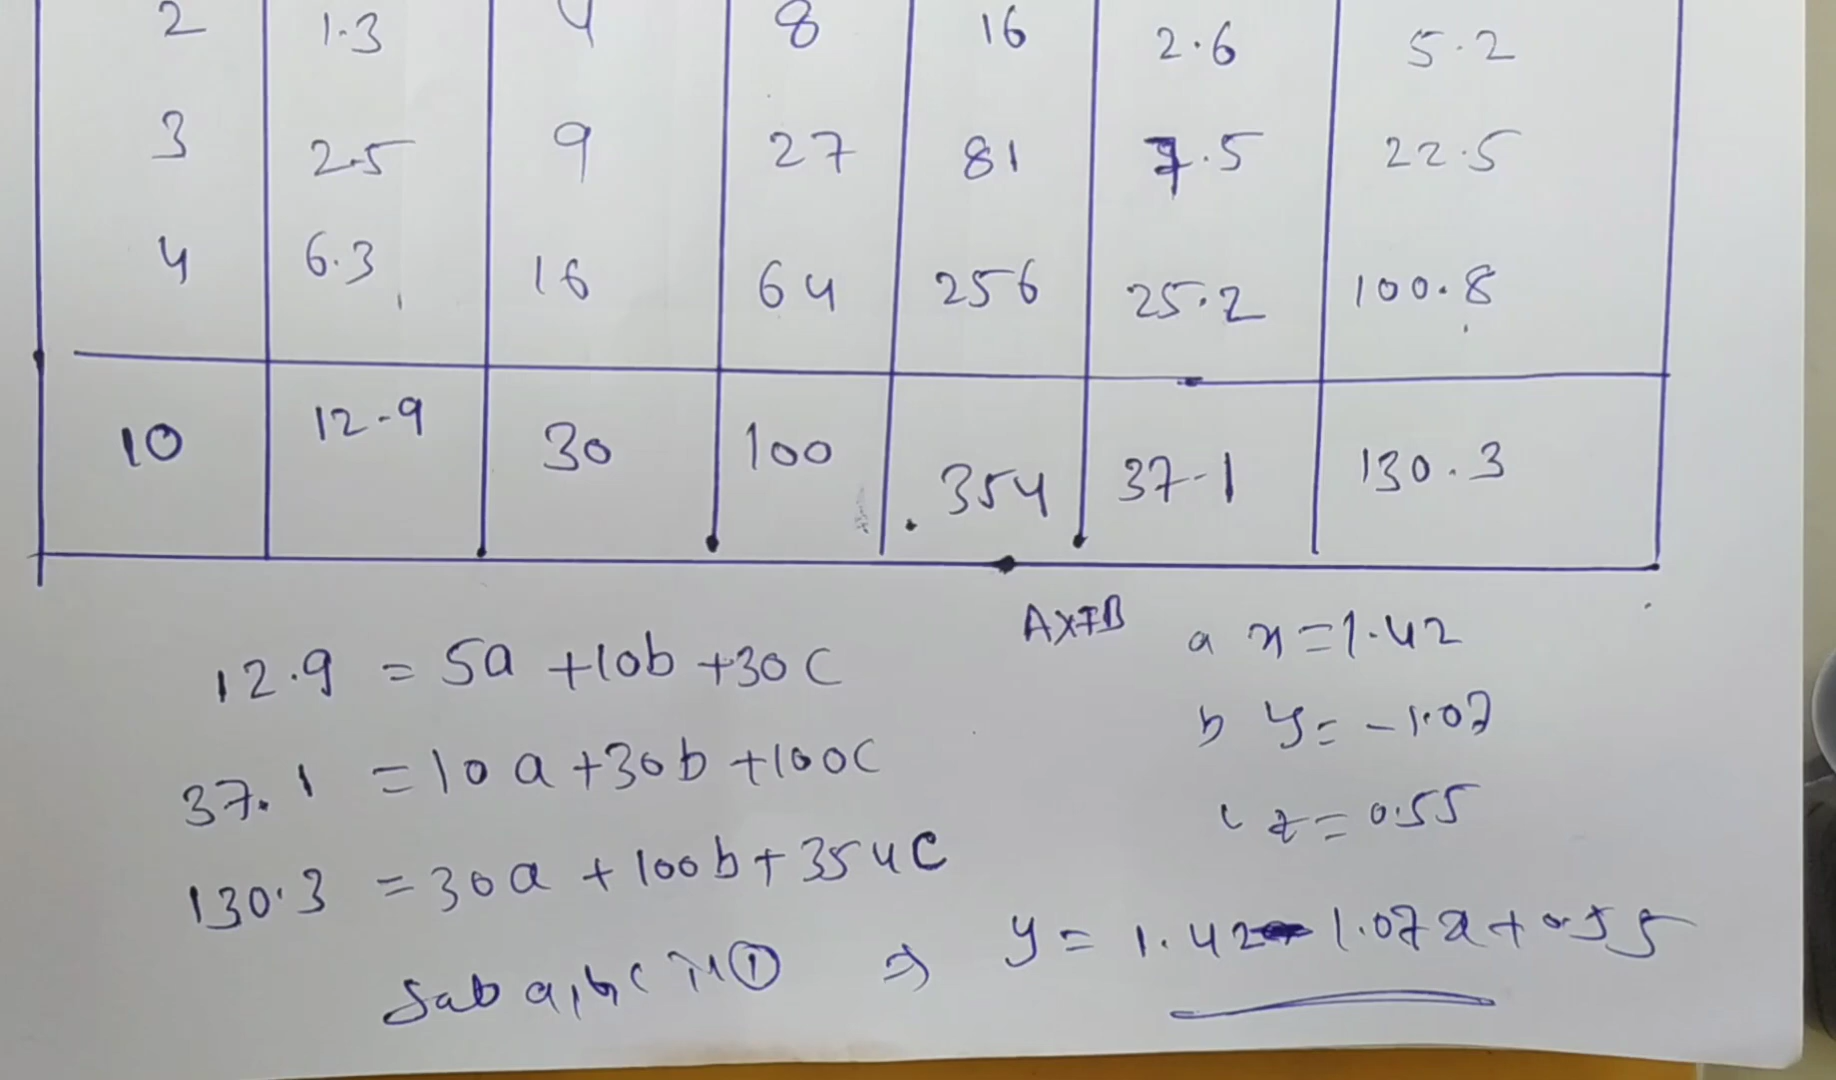 2 1.3 4 8 16 2.6 5.2
3 2.5 9 27 81 7.5 22.5
4 6.3 16 64 256 25.2 100.8
10 12.9 30 100 354 37.1 130.3
AX=B
12.9 = 5a + 10b + 30c
37.1 = 10a + 30b + 100c
130.3 = 30a + 100b + 354c
a x = 1.42
b y = -1.07
c z = 0.55
Sub a, b, c in ① ⇒ y = 1.42 - 1.07x + 0.55